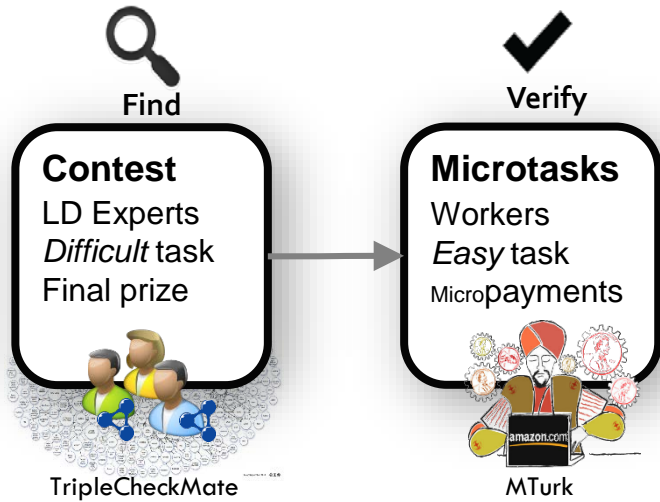 Find
Contest
LD Experts
Difficult task
Final prize
TripleCheckMate
Verify
Microtasks
Workers
Easy task
Micropayments
amazon.com
MTurk